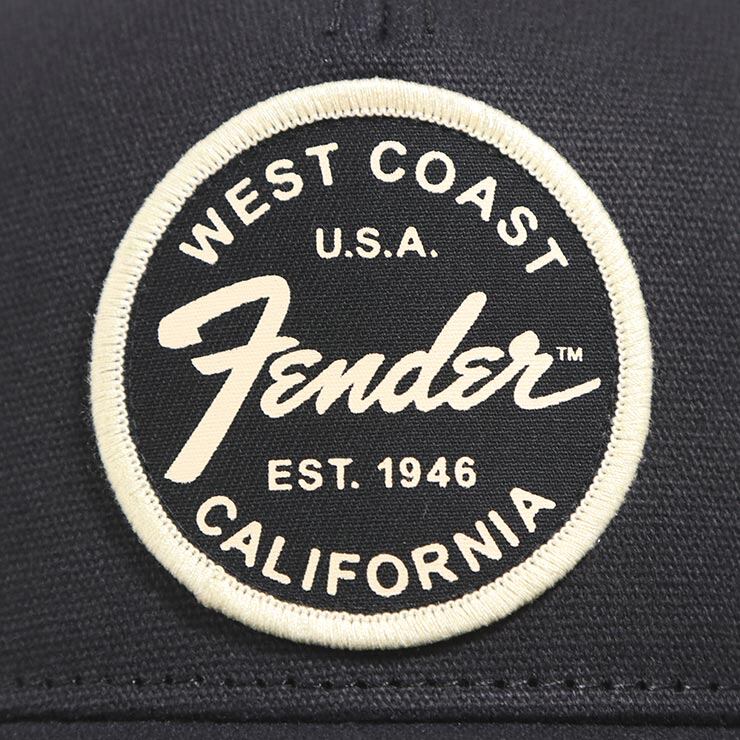 WEST COAST
U.S.A.
Fender™
EST. 1946
CALIFORNIA